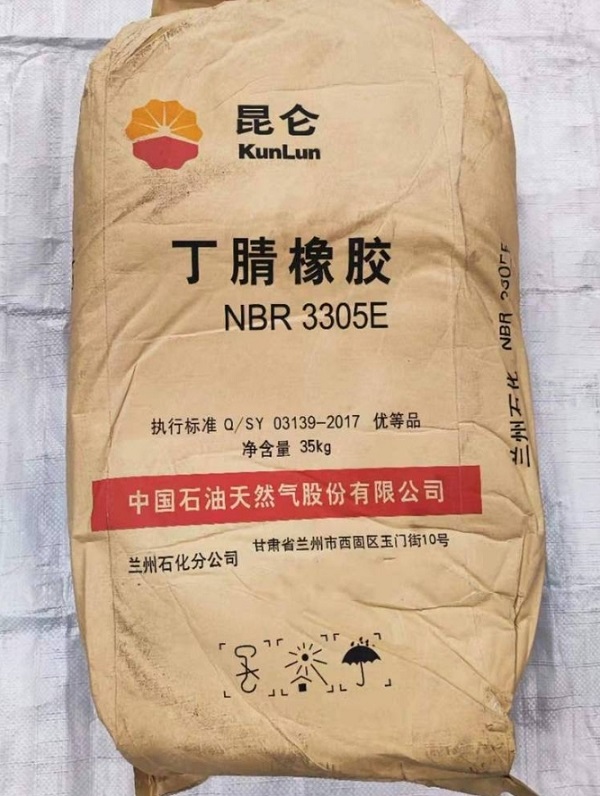 昆仑
KunLun
丁腈橡胶
NBR 3305E
执行标准 Q/SY 03139-2017 优等品
净含量 35kg
中国石油天然气股份有限公司
兰州石化分公司 甘肃省兰州市西固区玉门街10号
兰州石化 NBR 3305E